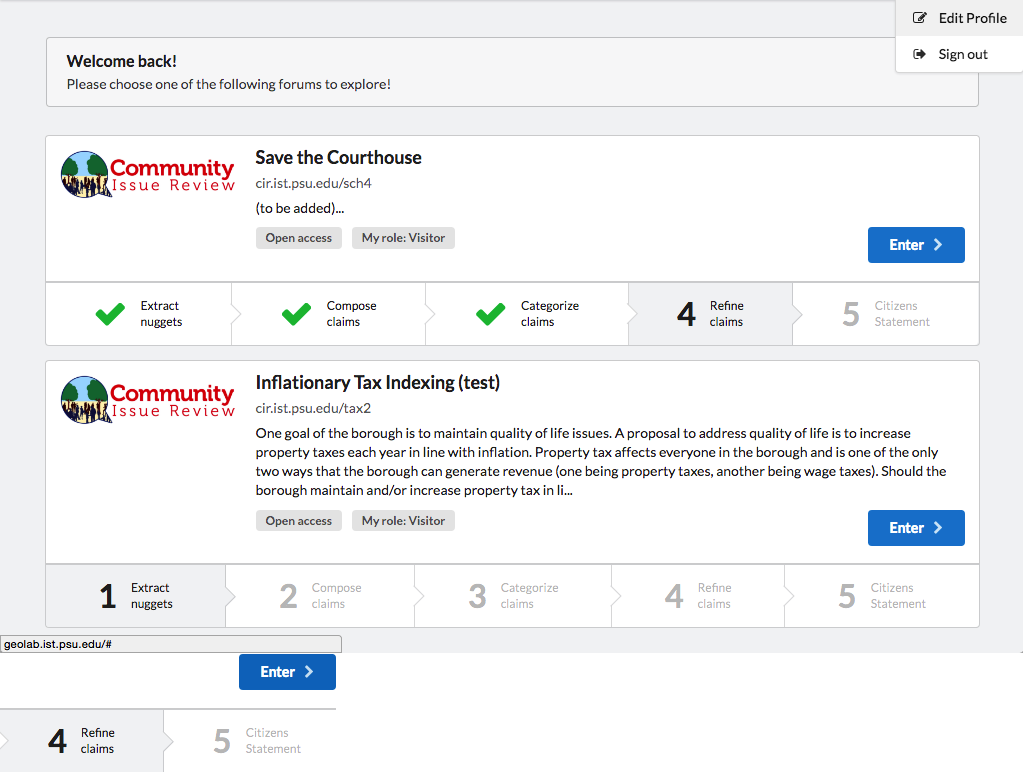 Edit Profile
Sign out
Welcome back!
Please choose one of the following forums to explore!
Community
Issue Review
Save the Courthouse
cir.ist.psu.edu/sch4
(to be added)...
Open access
My role: Visitor
Enter
Extract
nuggets
Compose
claims
Categorize
claims
4
Refine
claims
5
Citizens
Statement
Community
Issue Review
Inflationary Tax Indexing (test)
cir.ist.psu.edu/tax2
One goal of the borough is to maintain quality of life issues. A proposal to address quality of life is to increase
property taxes each year in line with inflation. Property tax affects everyone in the borough and is one of the only
two ways that the borough can generate revenue (one being property taxes, another being wage taxes). Should the
borough maintain and/or increase property tax in li...
Open access
My role: Visitor
Enter
1
Extract
nuggets
2
Compose
claims
3
Categorize
claims
4
Refine
claims
5
Citizens
Statement
geolab.ist.psu.edu/#
Enter
4
Refine
claims
5
Citizens
Statement